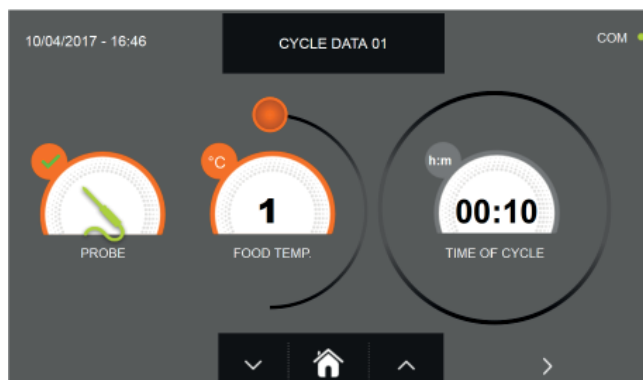 10/04/2017 - 16:46
CYCLE DATA 01
COM
°C
h:m
1
00:10
PROBE
FOOD TEMP.
TIME OF CYCLE